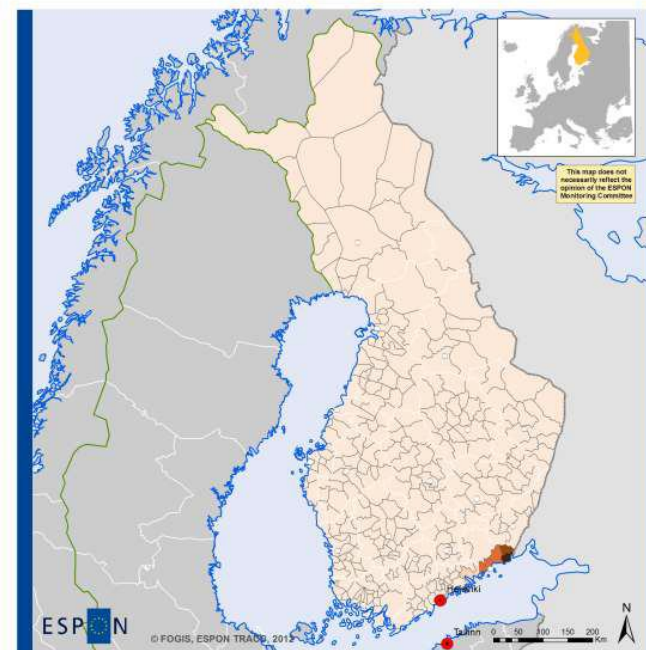 This map does not
necessarily reflect the
opinion of the ESPON
Monitoring Committee
Helsinki
Tallinn
ESPON
© FOGIS, ESPON TRACC, 2012
0 50 100 150 200
Km
N